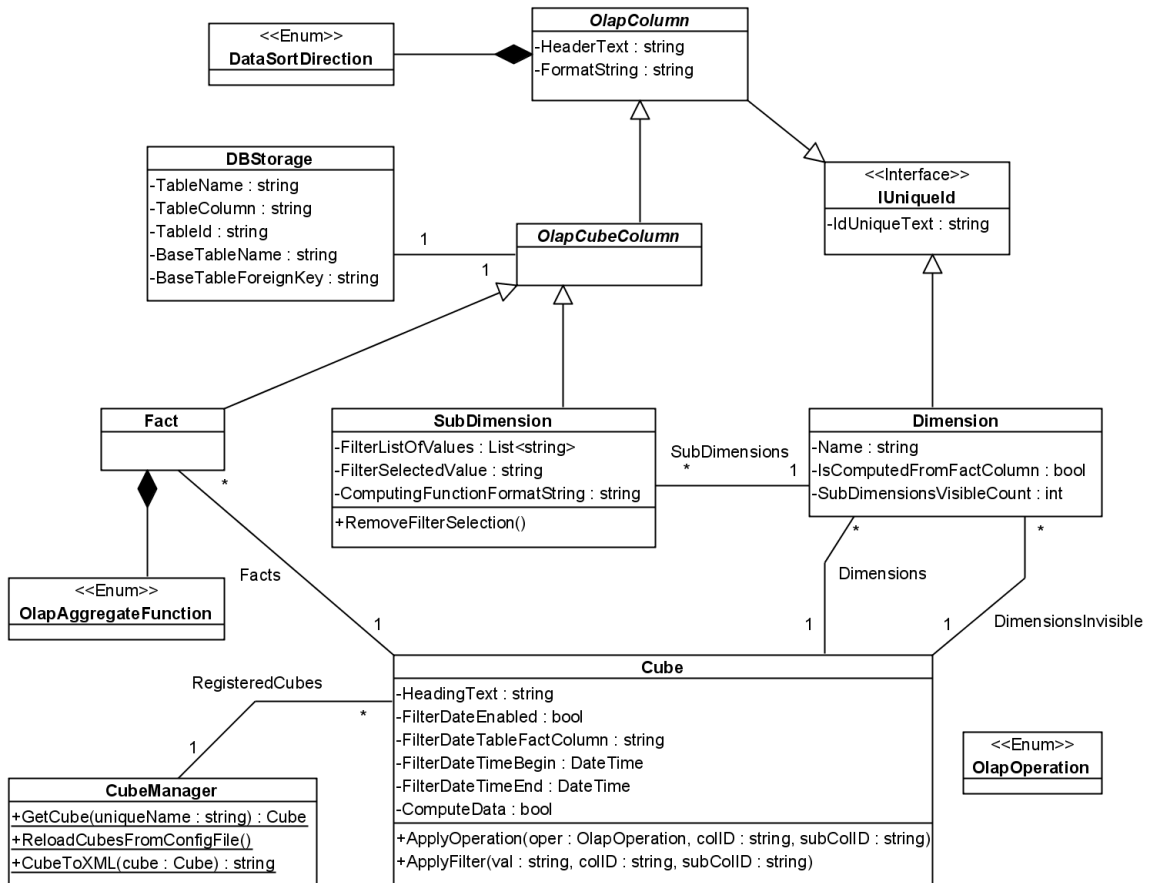 OlapColumn
-HeaderText : string
-FormatString : string
<<Enum>>
DataSortDirection
DBStorage
-TableName : string
-TableColumn : string
-TableId : string
-BaseTableName : string
-BaseTableForeignKey : string
<<Interface>>
IUniqueId
-IdUniqueText : string
OlapCubeColumn
1
1
Fact
SubDimension
-FilterListOfValues : List<string>
-FilterSelectedValue : string
-ComputingFunctionFormatString : string
+RemoveFilterSelection()
SubDimensions
* 1
Dimension
-Name : string
-IsComputedFromFactColumn : bool
-SubDimensionsVisibleCount : int
*
* *
<<Enum>>
OlapAggregateFunction
Facts
Dimensions
DimensionsInvisible
1 1 1
RegisteredCubes
*
1
Cube
-HeadingText : string
-FilterDateEnabled : bool
-FilterDateTableFactColumn : string
-FilterDateTimeBegin : DateTime
-FilterDateTimeEnd : DateTime
-ComputeData : bool
+ApplyOperation(oper : OlapOperation, colID : string, subColID : string)
+ApplyFilter(val : string, colID : string, subColID : string)
<<Enum>>
OlapOperation
CubeManager
+GetCube(uniqueName : string) : Cube
+ReloadCubesFromConfigFile()
+CubeToXML(cube : Cube) : string